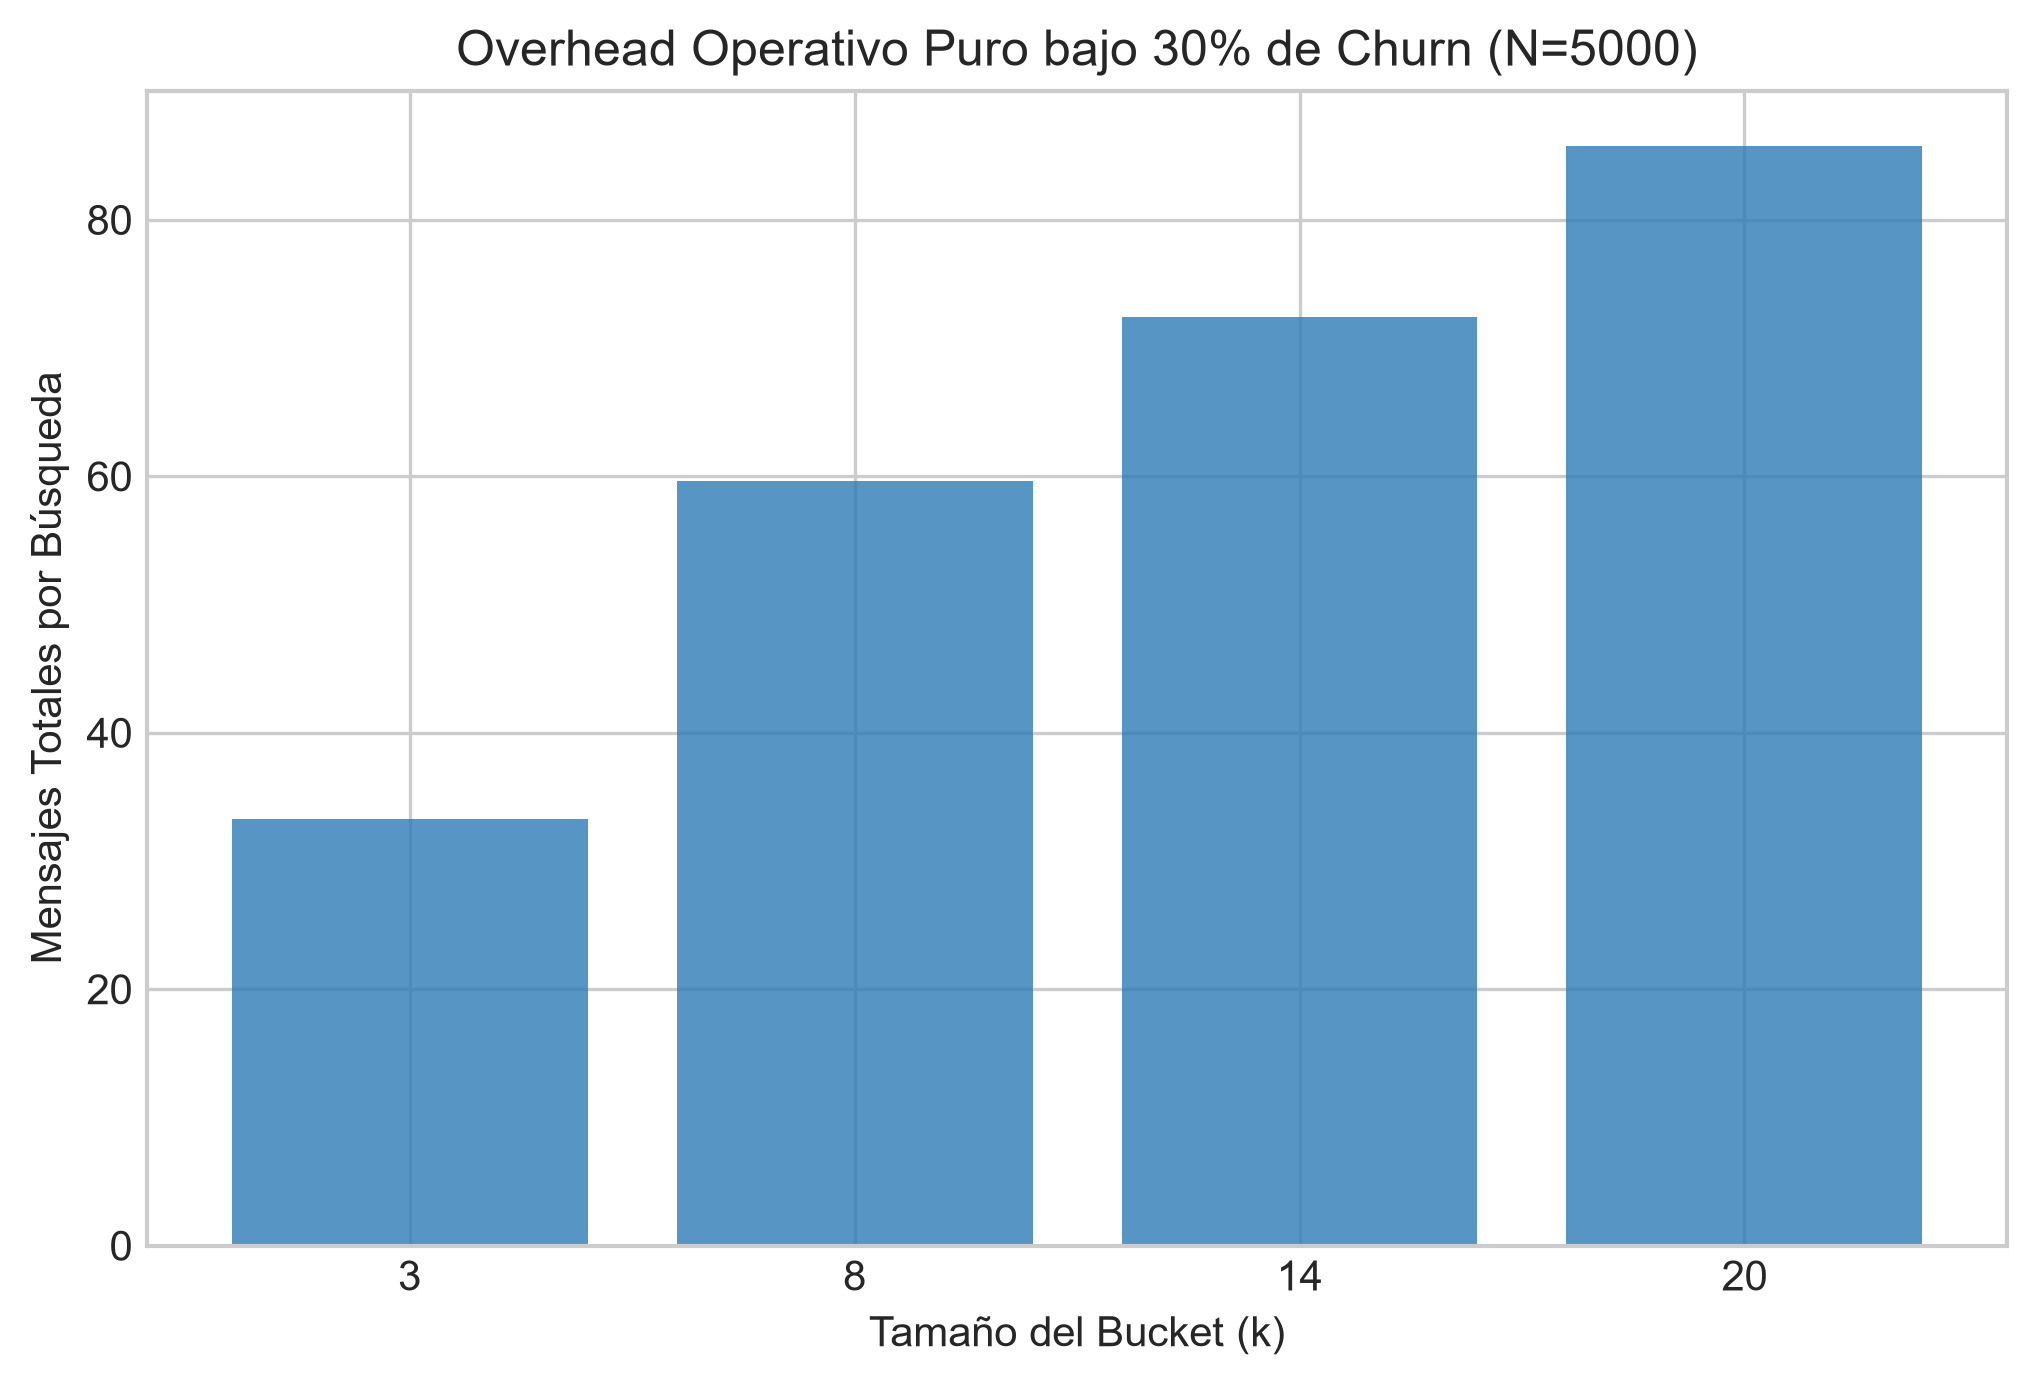 Overhead Operativo Puro bajo 30% de Churn (N=5000)
Mensajes Totales por Búsqueda
80
60
40
20
0
3 8 14 20
Tamaño del Bucket (k)